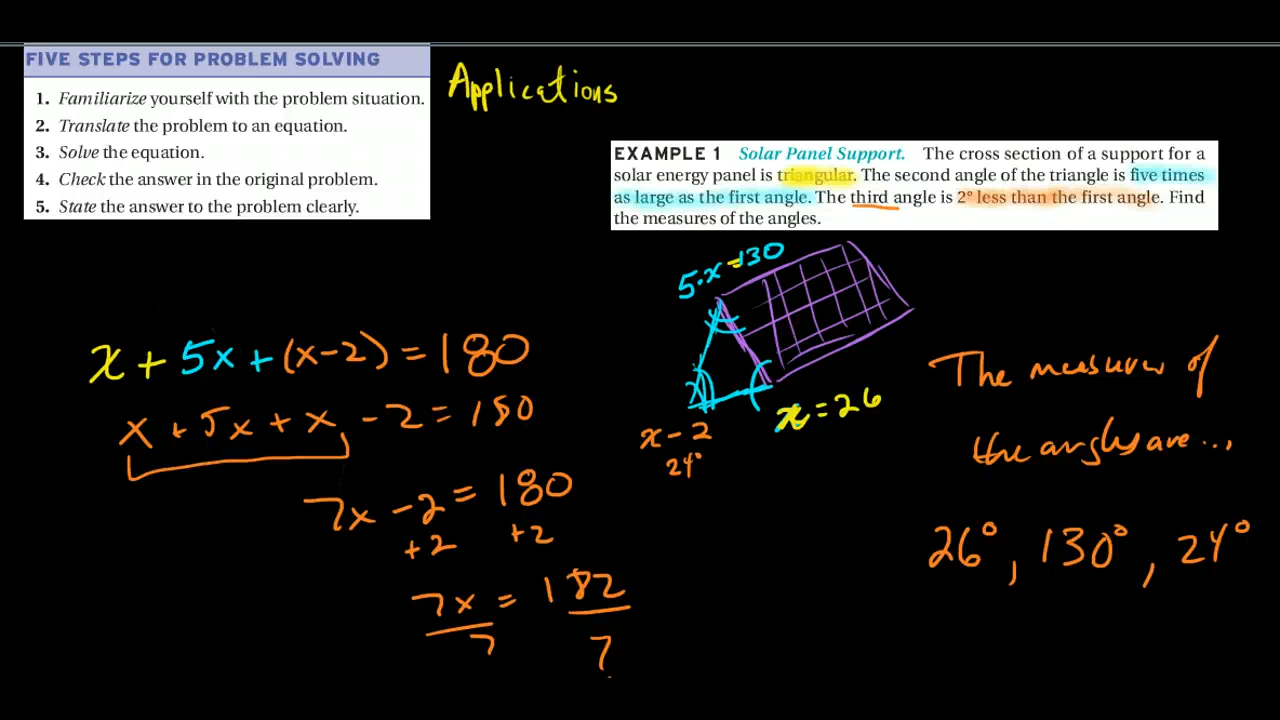 FIVE STEPS FOR PROBLEM SOLVING
1. Familiarize yourself with the problem situation.
2. Translate the problem to an equation.
3. Solve the equation.
4. Check the answer in the original problem.
5. State the answer to the problem clearly.
Applications
EXAMPLE 1 Solar Panel Support. The cross section of a support for a
solar energy panel is triangular. The second angle of the triangle is five times
as large as the first angle. The third angle is 2° less than the first angle. Find
the measures of the angles.
5·x=130
x = 26
x - 2
24°
x + 5x + (x-2) = 180
x + 5x + x - 2 = 180
7x - 2 = 180
+2 +2
7x = 182
7 7
The measures of
the angles are...
26°, 130°, 24°